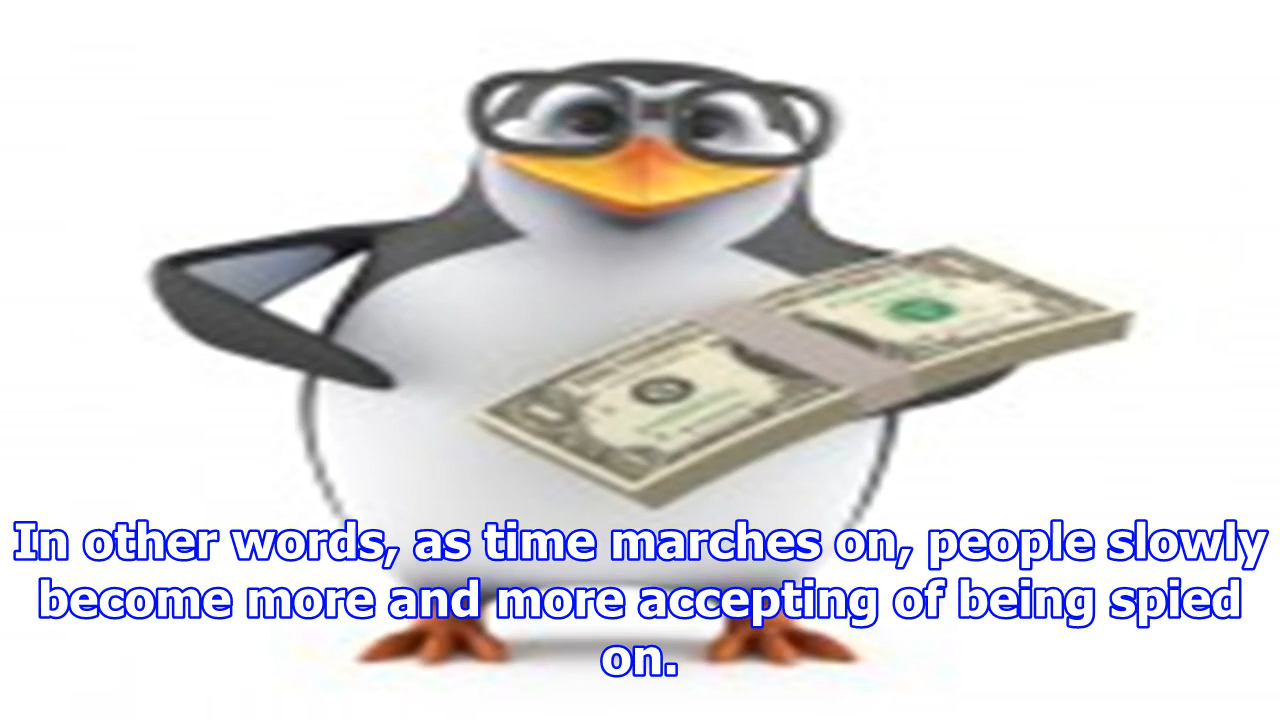 In other words, as time marches on, people slowly
become more and more accepting of being spied
on.